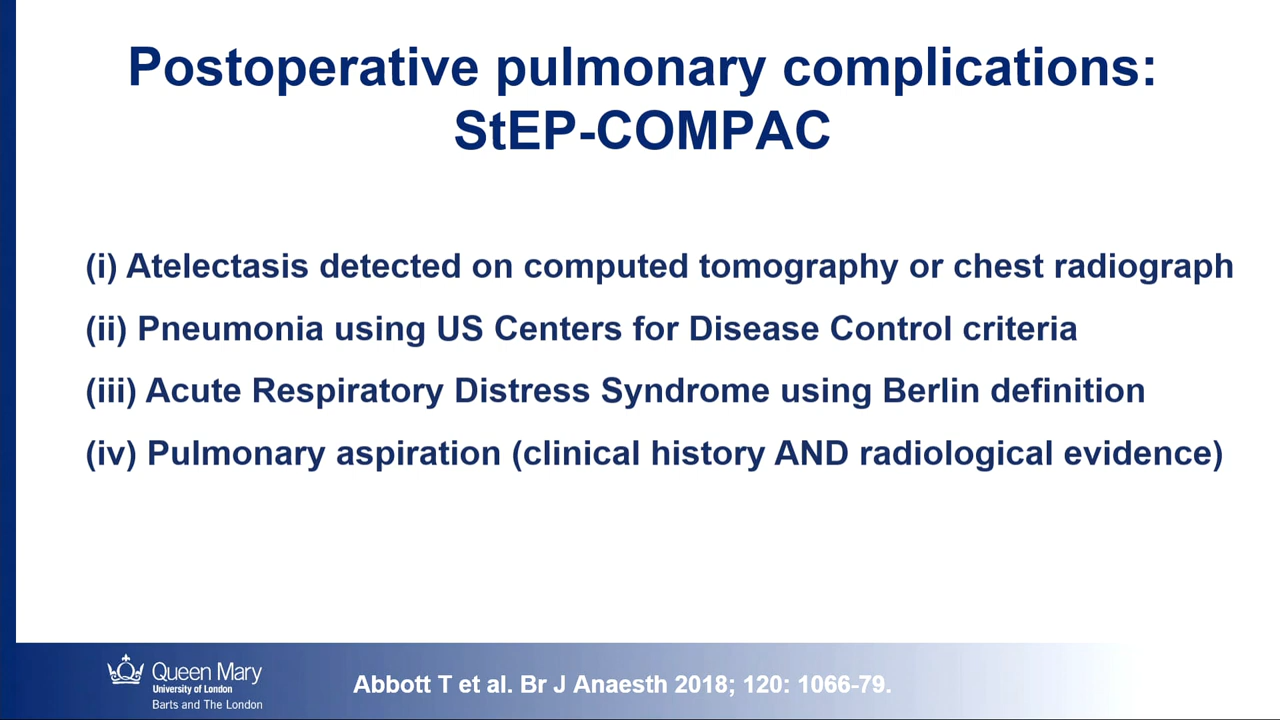 Postoperative pulmonary complications:
StEP-COMPAC
(i) Atelectasis detected on computed tomography or chest radiograph
(ii) Pneumonia using US Centers for Disease Control criteria
(iii) Acute Respiratory Distress Syndrome using Berlin definition
(iv) Pulmonary aspiration (clinical history AND radiological evidence)
Queen Mary
University of London
Barts and The London
Abbott T et al. Br J Anaesth 2018; 120: 1066-79.